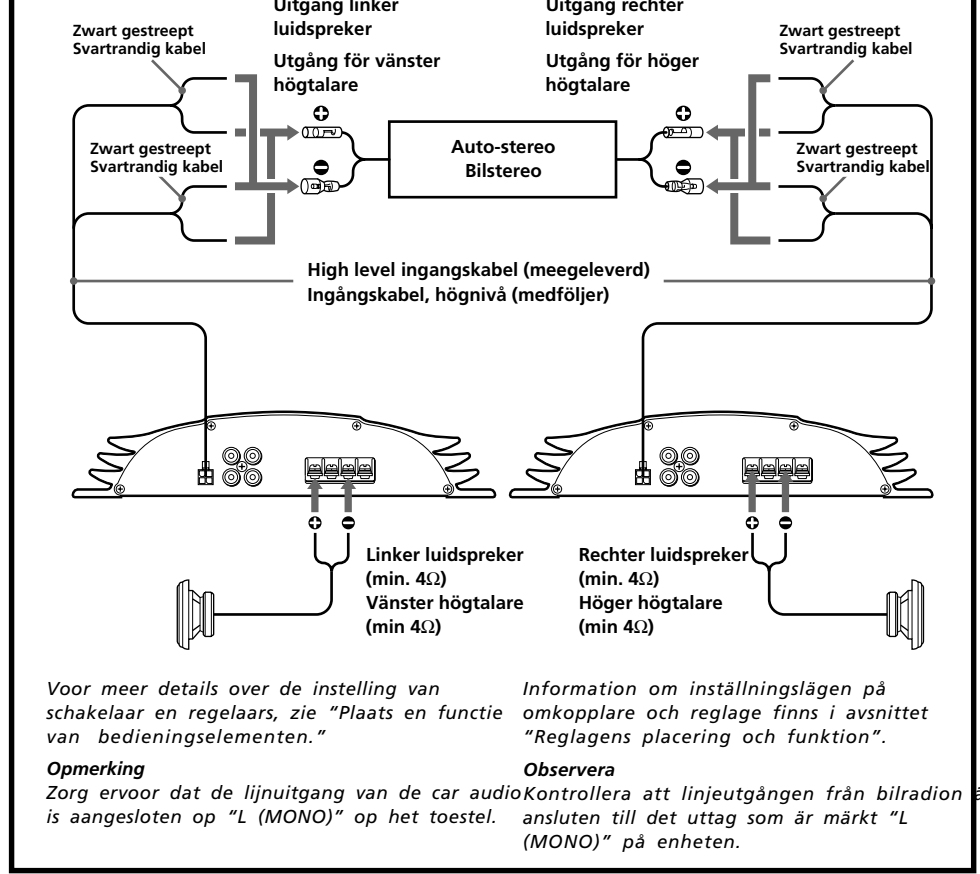 Uitgang linker
luidspreker
Utgång för vänster
högtalare
Uitgang rechter
luidspreker
Utgång för höger
högtalare
Zwart gestreept
Svartrandig kabel
Zwart gestreept
Svartrandig kabel
Zwart gestreept
Svartrandig kabel
Zwart gestreept
Svartrandig kabel
Auto-stereo
Bilstereo
High level ingangskabel (meegeleverd)
Ingångskabel, högnivå (medföljer)
Linker luidspreker
(min. 4Ω)
Vänster högtalare
(min 4Ω)
Rechter luidspreker
(min. 4Ω)
Höger högtalare
(min 4Ω)
Voor meer details over de instelling van
schakelaar en regelaars, zie “Plaats en functie
van bedieningselementen.”
Opmerking
Zorg ervoor dat de lijnuitgang van de car audio
is aangesloten op “L (MONO)” op het toestel.
Information om inställningslägen på
omkopplare och reglage finns i avsnittet
“Reglagens placering och funktion”.
Observera
Kontrollera att linjeutgången från bilradion
ansluten till det uttag som är märkt “L
(MONO)” på enheten.